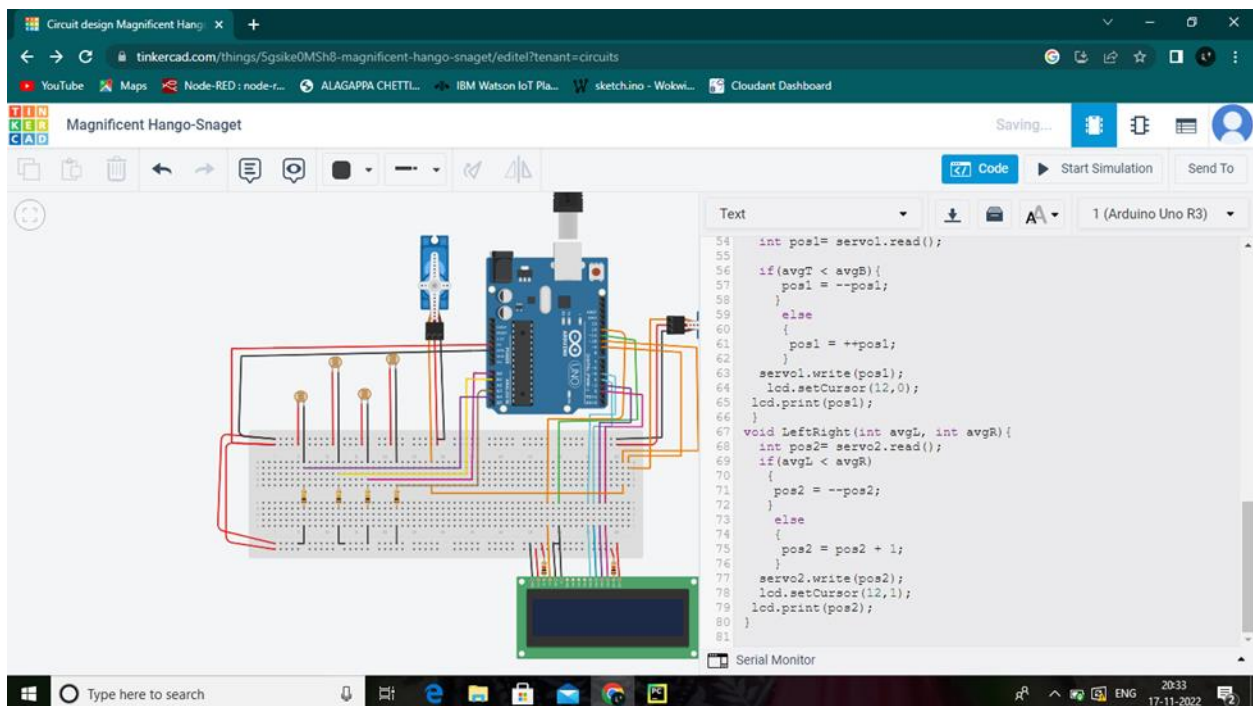 Circuit design Magnificent Hang
tinkercad.com/things/5gsike0MSh8-magnificent-hango-snaget/editel?tenant=circuits
YouTube Maps Node-RED : node-r... ALAGAPPA CHETTI... IBM Watson IoT Pla... sketch.ino - Wokwi... Cloudant Dashboard
TIN
KER
CAD
Magnificent Hango-Snaget
Saving...
Code Start Simulation Send To
Text 1 (Arduino Uno R3)
54 int pos1= servo1.read();
55
56 if(avgT < avgB){
57 pos1 = --pos1;
58 }
59 else
60 {
61 pos1 = ++pos1;
62 }
63 servo1.write(pos1);
64 lcd.setCursor(12,0);
65 lcd.print(pos1);
66 }
67 void LeftRight(int avgL, int avgR){
68 int pos2= servo2.read();
69 if(avgL < avgR)
70 {
71 pos2 = --pos2;
72 }
73 else
74 {
75 pos2 = pos2 + 1;
76 }
77 servo2.write(pos2);
78 lcd.setCursor(12,1);
79 lcd.print(pos2);
80 }
81
UNO
ARDUINO
Serial Monitor
Type here to search
ENG
20:33
17-11-2022